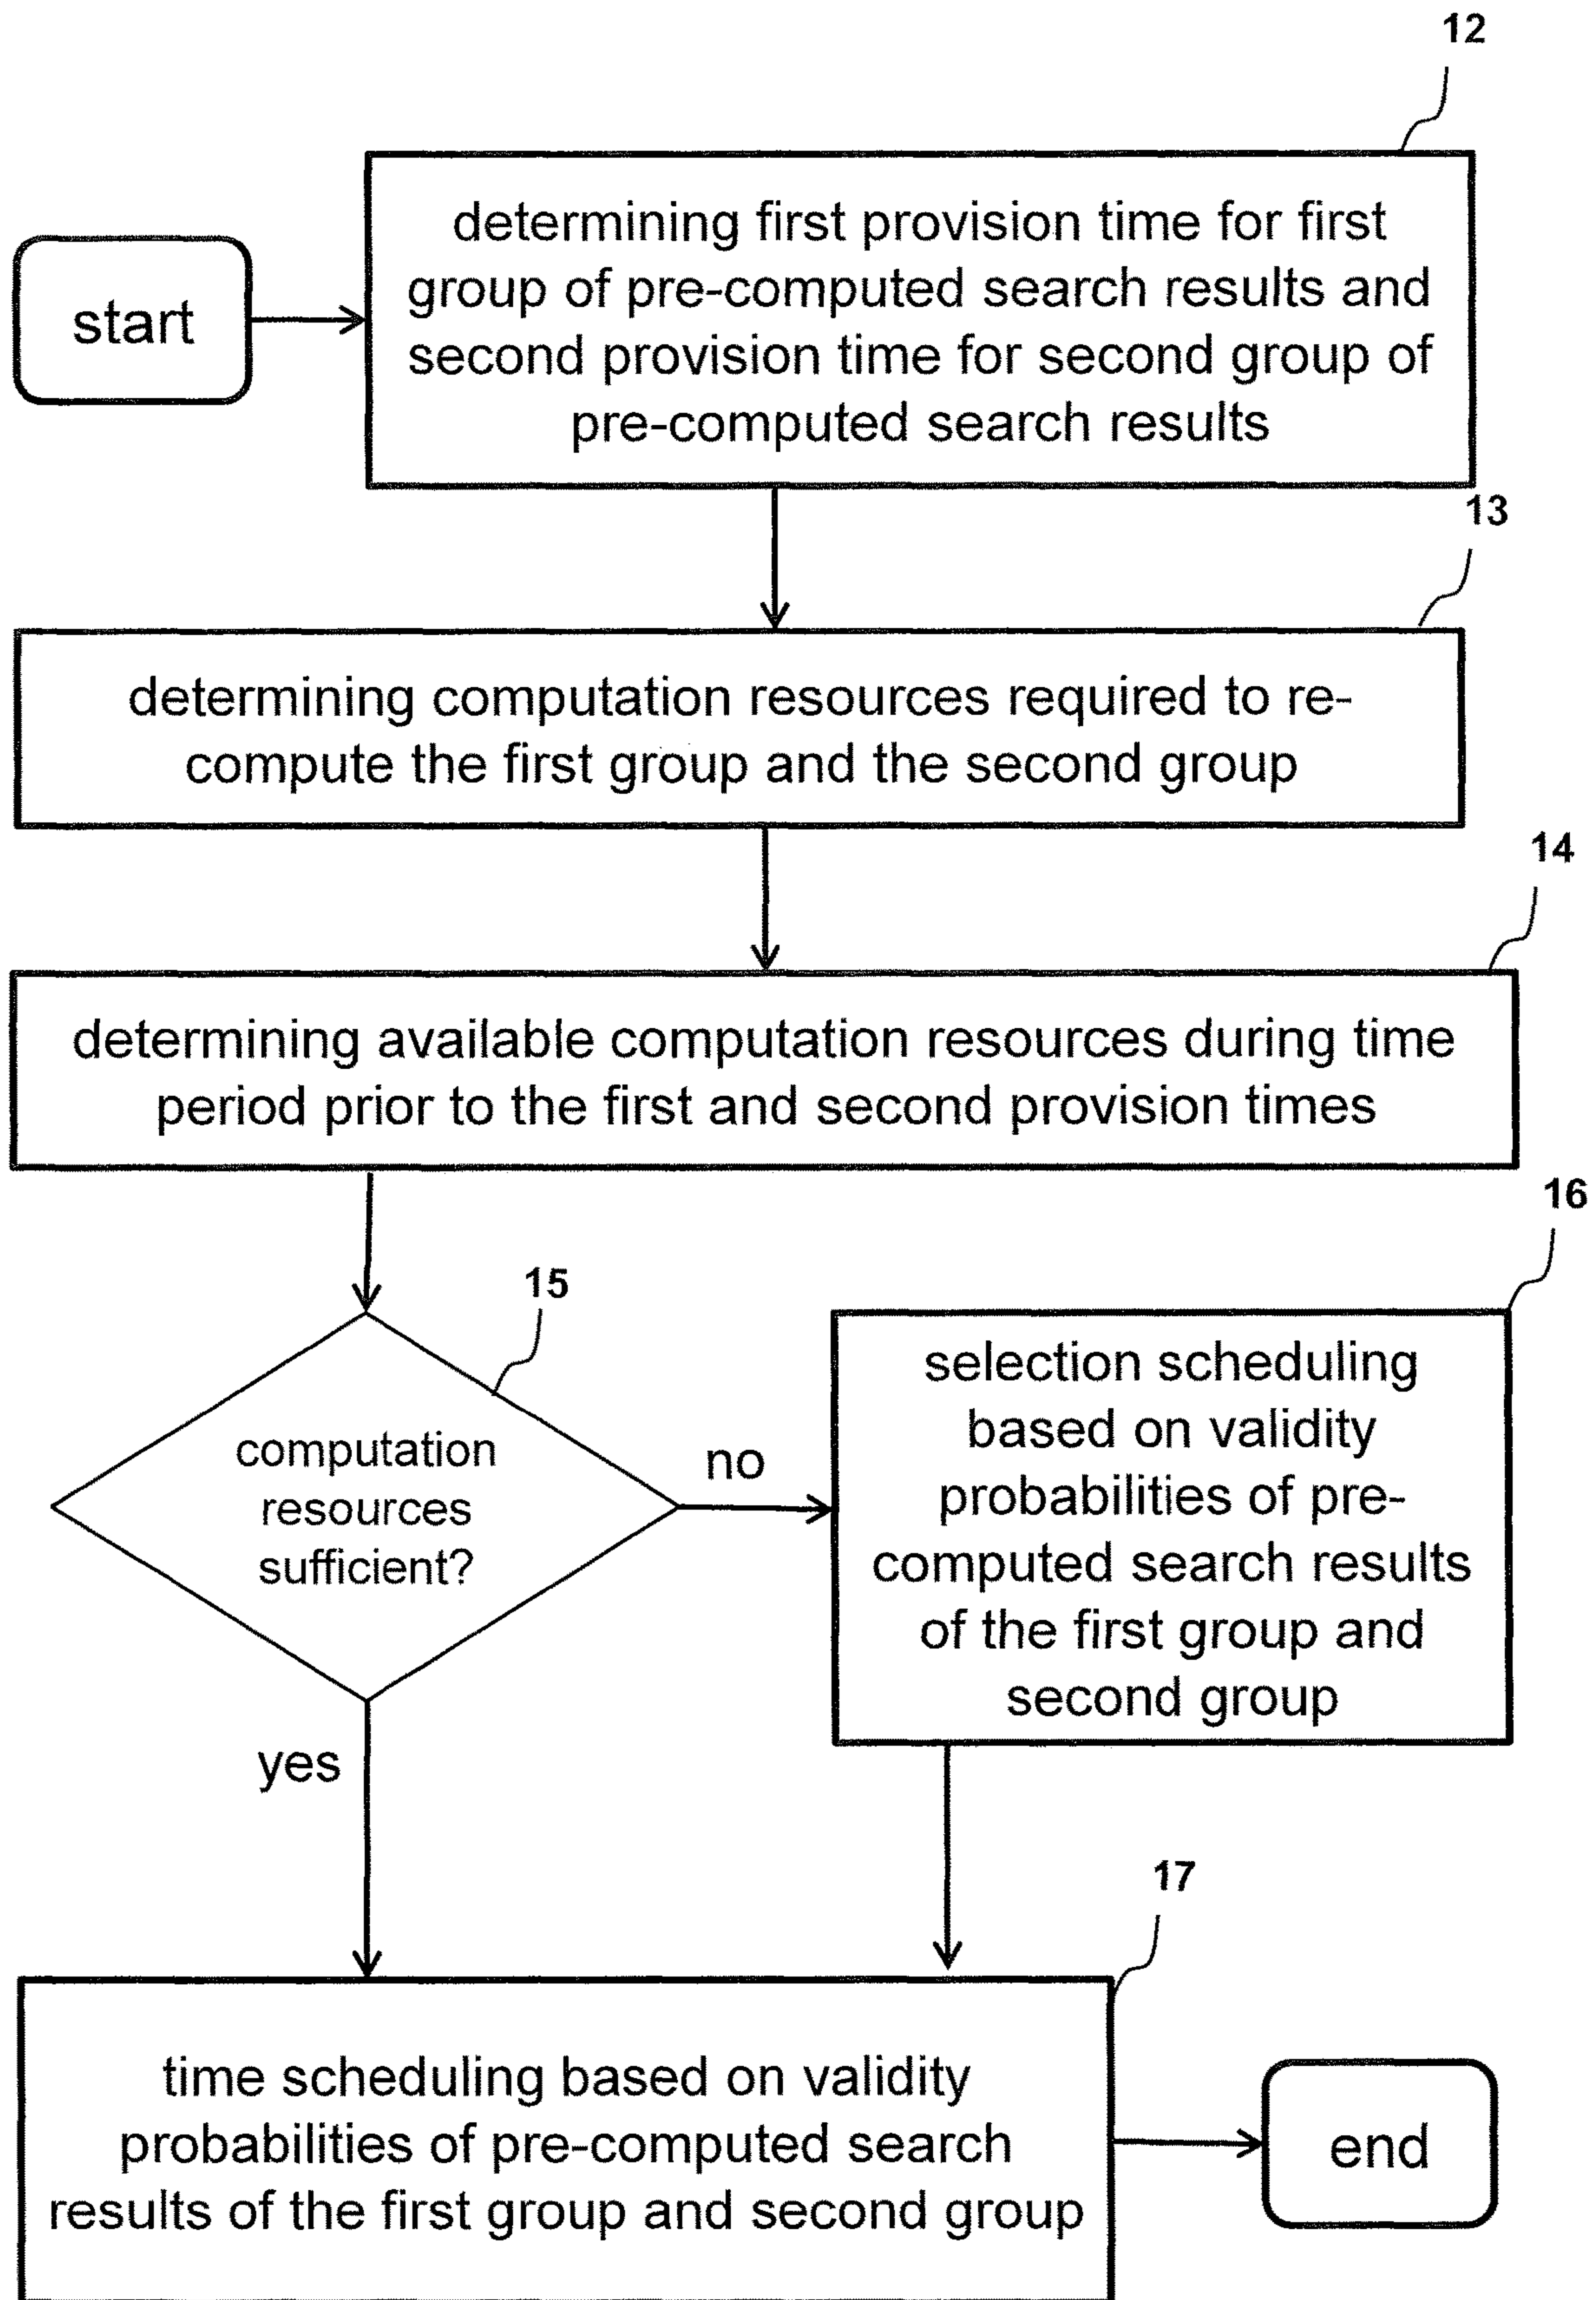 12
start
determining first provision time for first
group of pre-computed search results and
second provision time for second group of
pre-computed search results
13
determining computation resources required to re-
compute the first group and the second group
14
determining available computation resources during time
period prior to the first and second provision times
15
computation
resources
sufficient?
no
16
selection scheduling
based on validity
probabilities of pre-
computed search results
of the first group and
second group
yes
17
time scheduling based on validity
probabilities of pre-computed search
results of the first group and second group
end